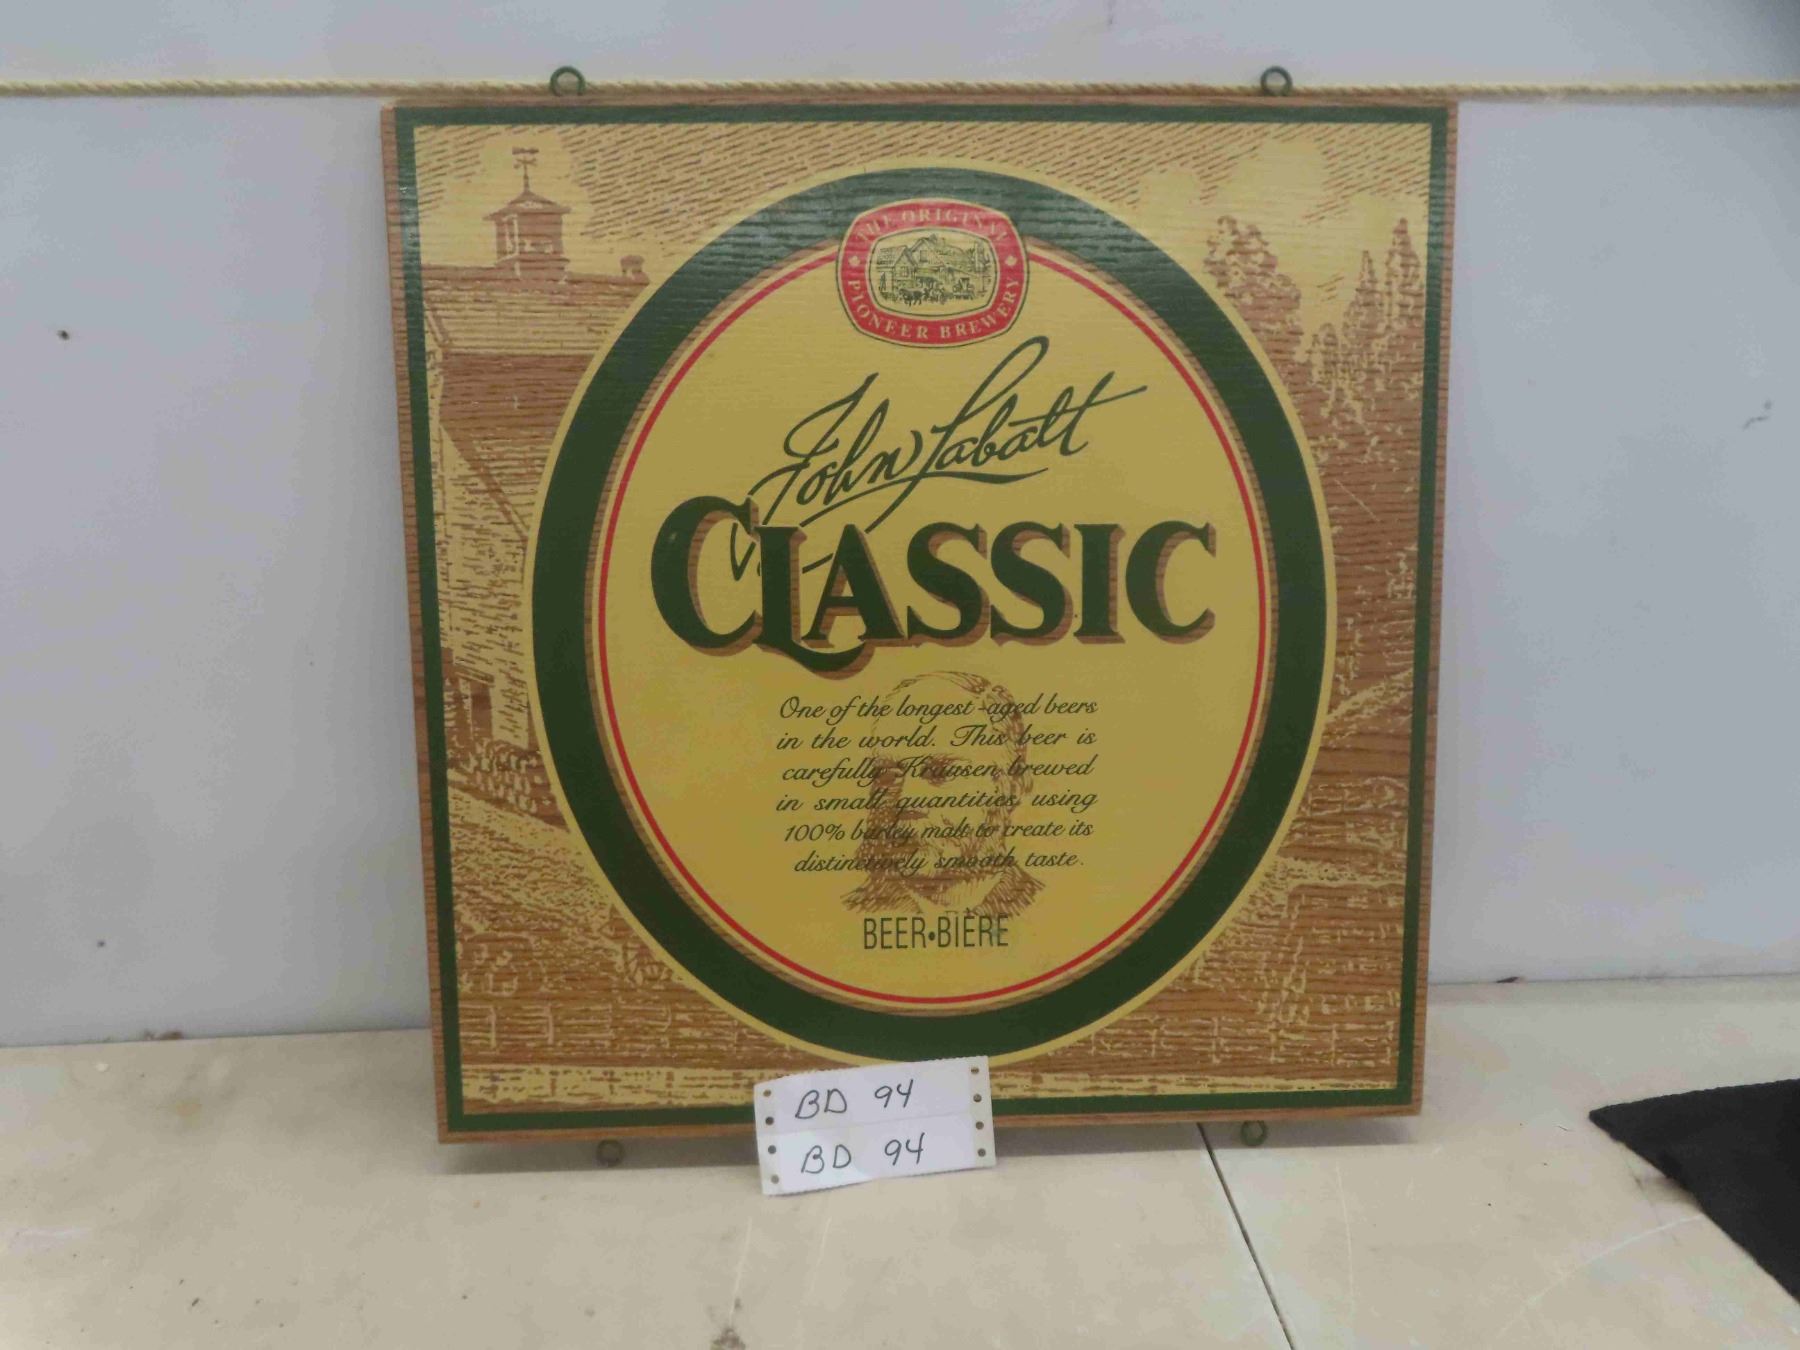 THE ORIGINAL
PIONEER BREWERY
John Labatt
CLASSIC
One of the longest-aged beers
in the world. This beer is
carefully Krausen brewed
in small quantities using
100% barley malt to create its
distinctively smooth taste.
BEER•BIÈRE
BD 94
BD 94